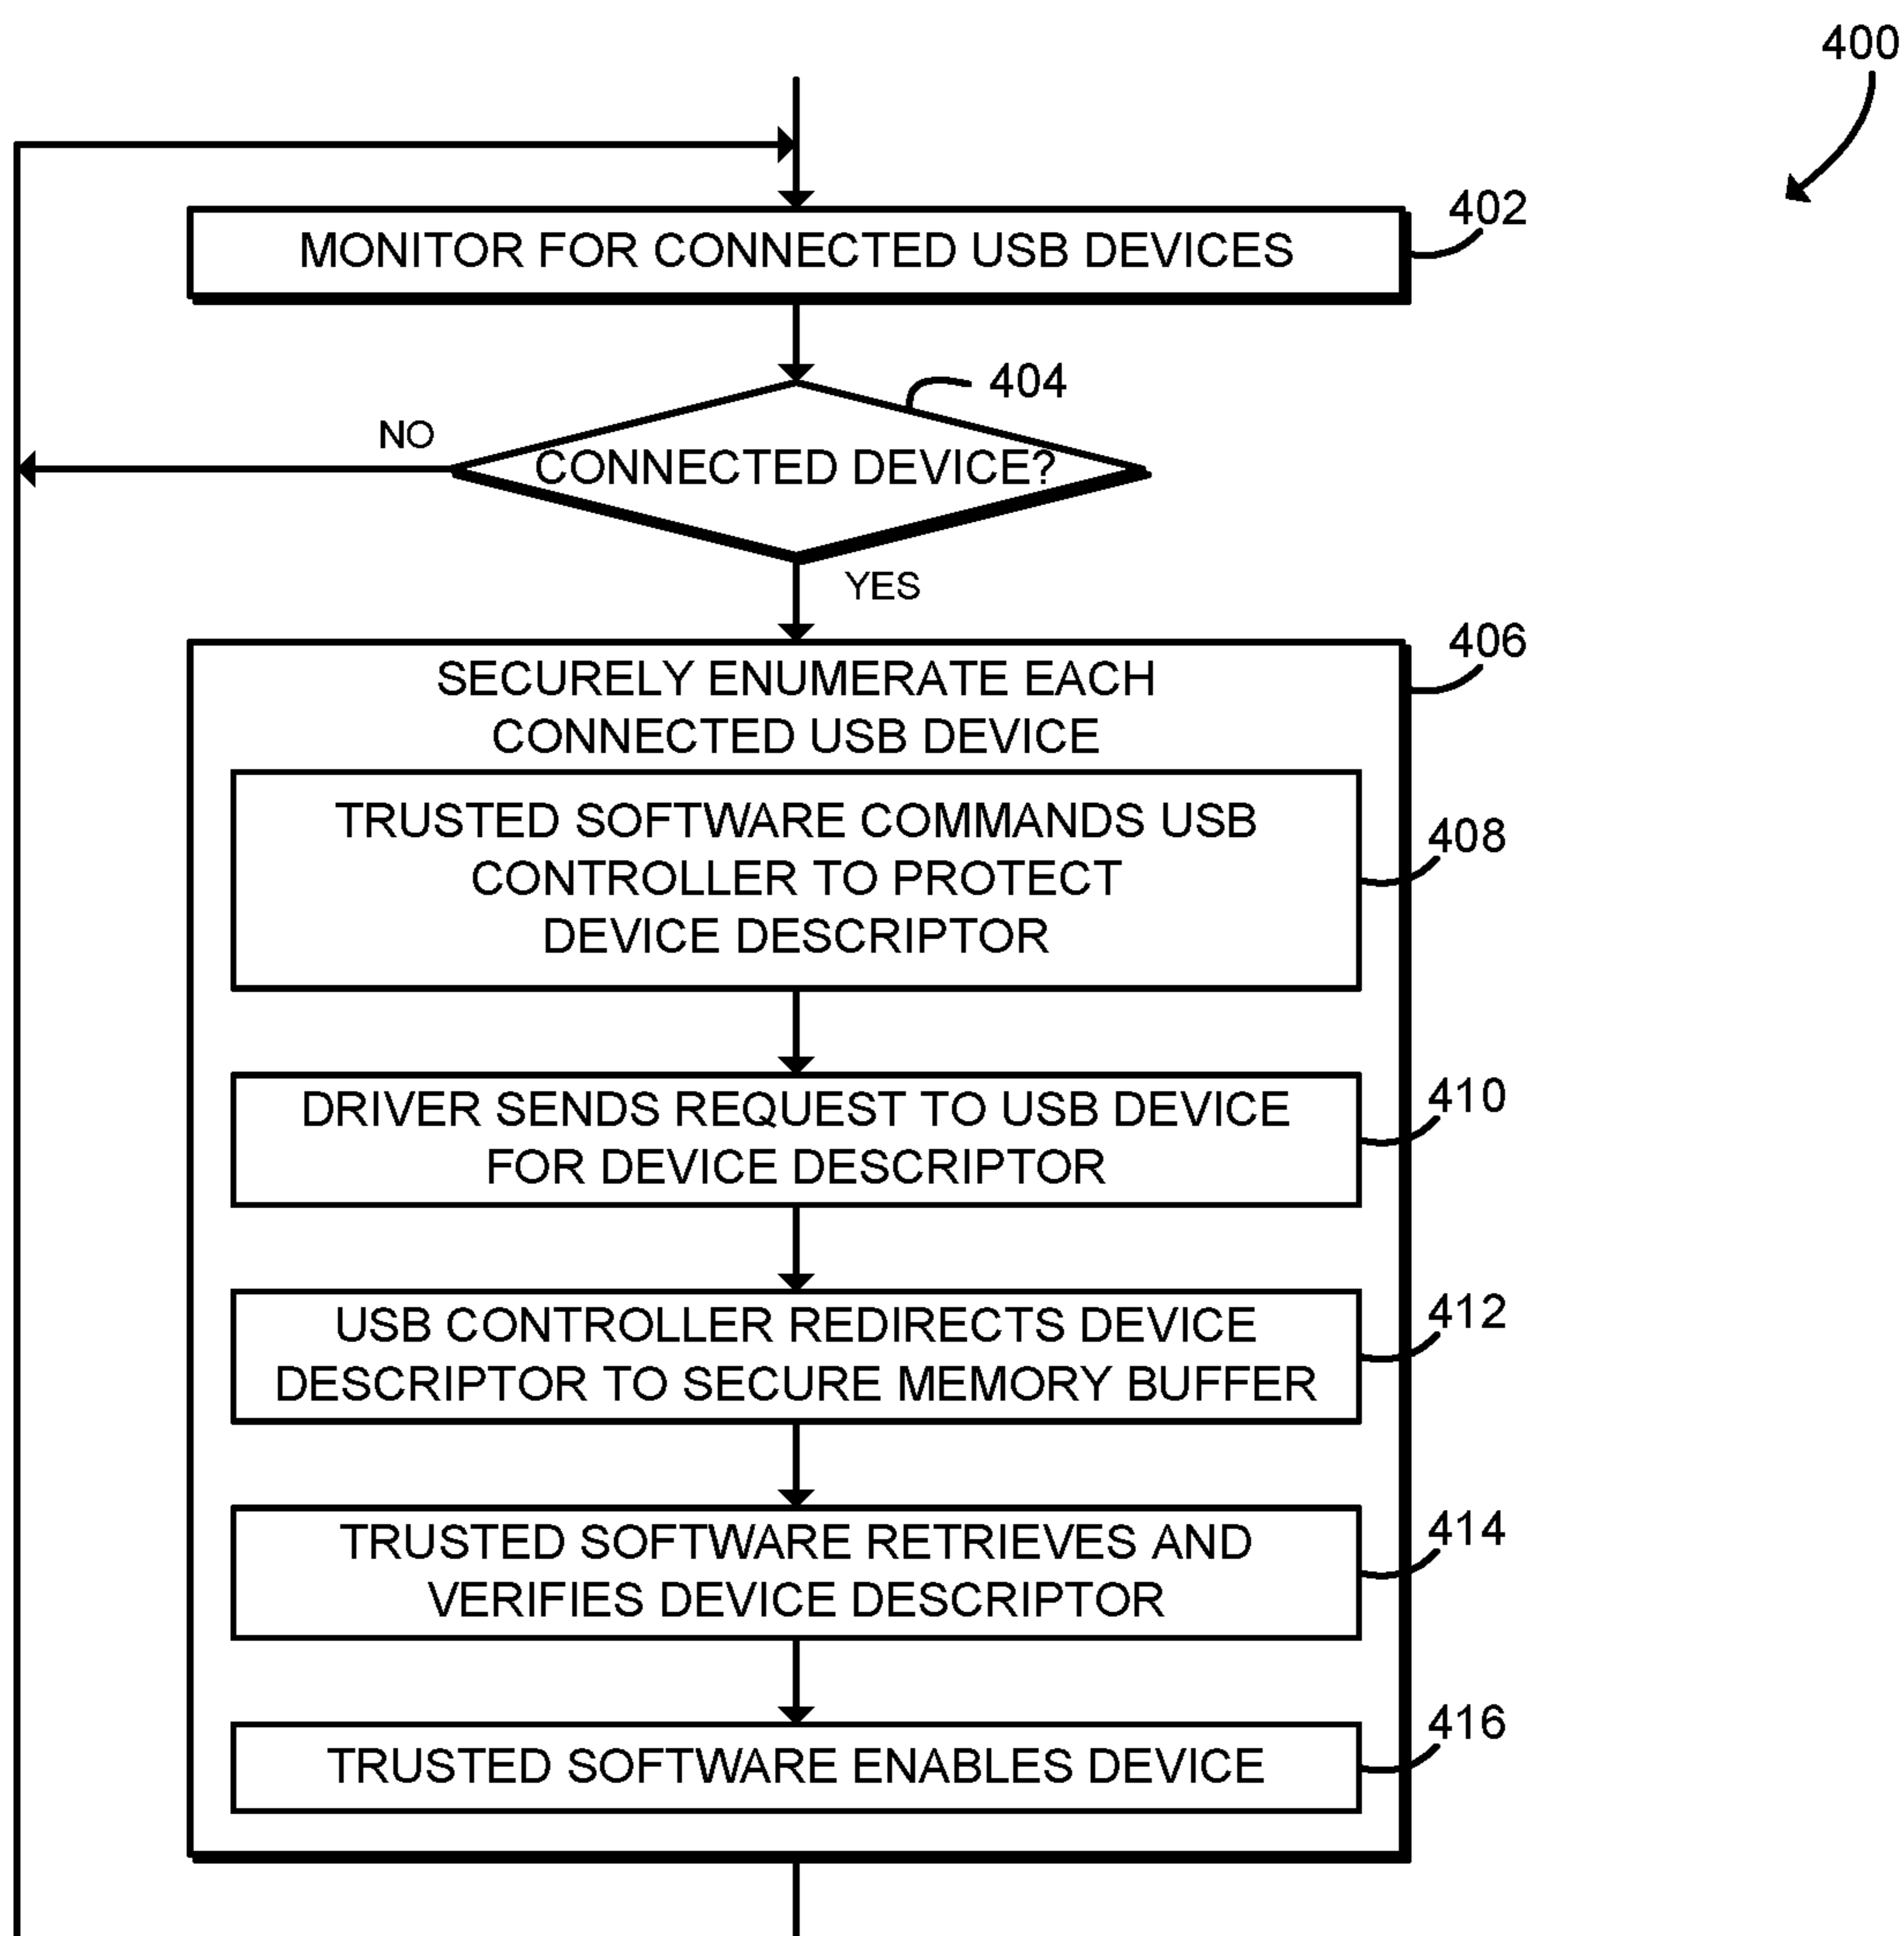 400
MONITOR FOR CONNECTED USB DEVICES
402
404
NO
CONNECTED DEVICE?
YES
406
SECURELY ENUMERATE EACH
CONNECTED USB DEVICE
TRUSTED SOFTWARE COMMANDS USB
CONTROLLER TO PROTECT
DEVICE DESCRIPTOR
408
DRIVER SENDS REQUEST TO USB DEVICE
FOR DEVICE DESCRIPTOR
410
USB CONTROLLER REDIRECTS DEVICE
DESCRIPTOR TO SECURE MEMORY BUFFER
412
TRUSTED SOFTWARE RETRIEVES AND
VERIFIES DEVICE DESCRIPTOR
414
TRUSTED SOFTWARE ENABLES DEVICE
416